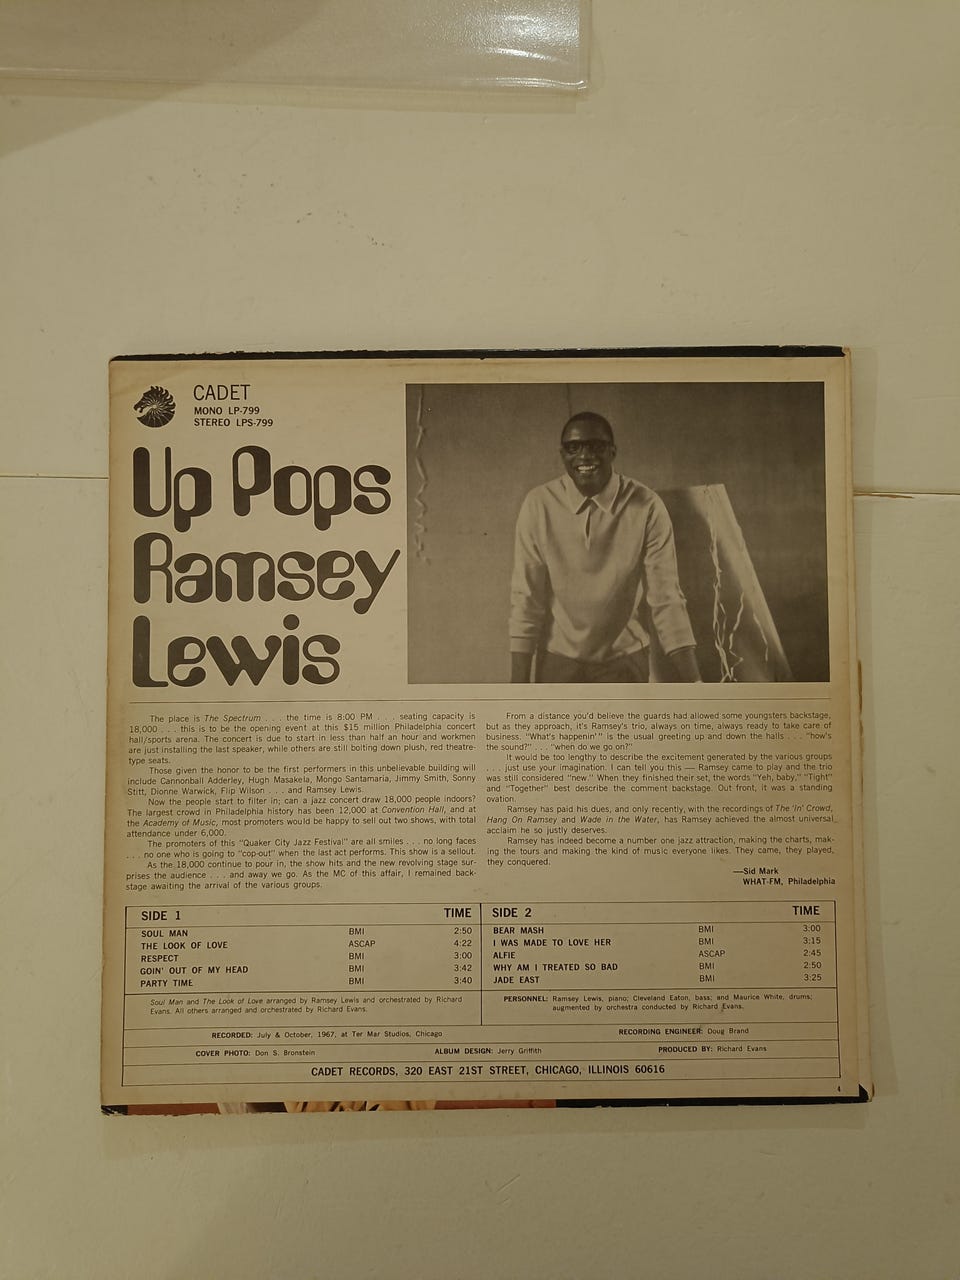 CADET
MONO LP-799
STEREO LPS-799
Up Pops
Ramsey
Lewis
The place is The Spectrum . . . the time is 8:00 PM . . . seating capacity is
18,000 . . . this is to be the opening event at this $15 million Philadelphia concert
hall/sports arena. The concert is due to start in less than half an hour and workmen
are just installing the last speaker, while others are still bolting down plush, red theatre-
type seats.
Those given the honor to be the first performers in this unbelievable building will
include Cannonball Adderley, Hugh Masakela, Mongo Santamaria, Jimmy Smith, Sonny
Stitt, Dionne Warwick, Flip Wilson . . . and Ramsey Lewis.
Now the people start to filter in; can a jazz concert draw 18,000 people indoors?
The largest crowd in Philadelphia history has been 12,000 at Convention Hall, and at
the Academy of Music, most promoters would be happy to sell out two shows, with total
attendance under 6,000.
The promoters of this "Quaker City Jazz Festival" are all smiles . . . no long faces
. . . no one who is going to "cop-out" when the last act performs. This show is a sellout.
As the 18,000 continue to pour in, the show hits and the new revolving stage sur-
prises the audience . . . and away we go. As the MC of this affair, I remained back-
stage awaiting the arrival of the various groups.
From a distance you'd believe the guards had allowed some youngsters backstage,
but as they approach, it's Ramsey's trio, always on time, always ready to take care of
business. "What's happenin'" is the usual greeting up and down the halls . . . "how's
the sound?" . . . "when do we go on?"
It would be too lengthy to describe the excitement generated by the various groups
. . . just use your imagination. I can tell you this — Ramsey came to play and the trio
was still considered "new." When they finished their set, the words "Yeh, baby," "Tight"
and "Together" best describe the comment backstage. Out front, it was a standing
ovation.
Ramsey has paid his dues, and only recently, with the recordings of The 'In' Crowd,
Hang On Ramsey and Wade in the Water, has Ramsey achieved the almost universal
acclaim he so justly deserves.
Ramsey has indeed become a number one jazz attraction, making the charts, mak-
ing the tours and making the kind of music everyone likes. They came, they played,
they conquered.
—Sid Mark
WHAT-FM, Philadelphia
SIDE 1 TIME
SOUL MAN BMI 2:50
THE LOOK OF LOVE ASCAP 4:22
RESPECT BMI 3:00
GOIN' OUT OF MY HEAD BMI 3:42
PARTY TIME BMI 3:40
Soul Man and The Look of Love arranged by Ramsey Lewis and orchestrated by Richard
Evans. All others arranged and orchestrated by Richard Evans.
SIDE 2 TIME
BEAR MASH BMI 3:00
I WAS MADE TO LOVE HER BMI 3:15
ALFIE ASCAP 2:45
WHY AM I TREATED SO BAD BMI 2:50
JADE EAST BMI 3:25
PERSONNEL: Ramsey Lewis, piano; Cleveland Eaton, bass; and Maurice White, drums;
augmented by orchestra conducted by Richard Evans.
RECORDED: July & October, 1967, at Ter Mar Studios, Chicago RECORDING ENGINEER: Doug Brand
COVER PHOTO: Don S. Bronstein ALBUM DESIGN: Jerry Griffith PRODUCED BY: Richard Evans
CADET RECORDS, 320 EAST 21ST STREET, CHICAGO, ILLINOIS 60616
4